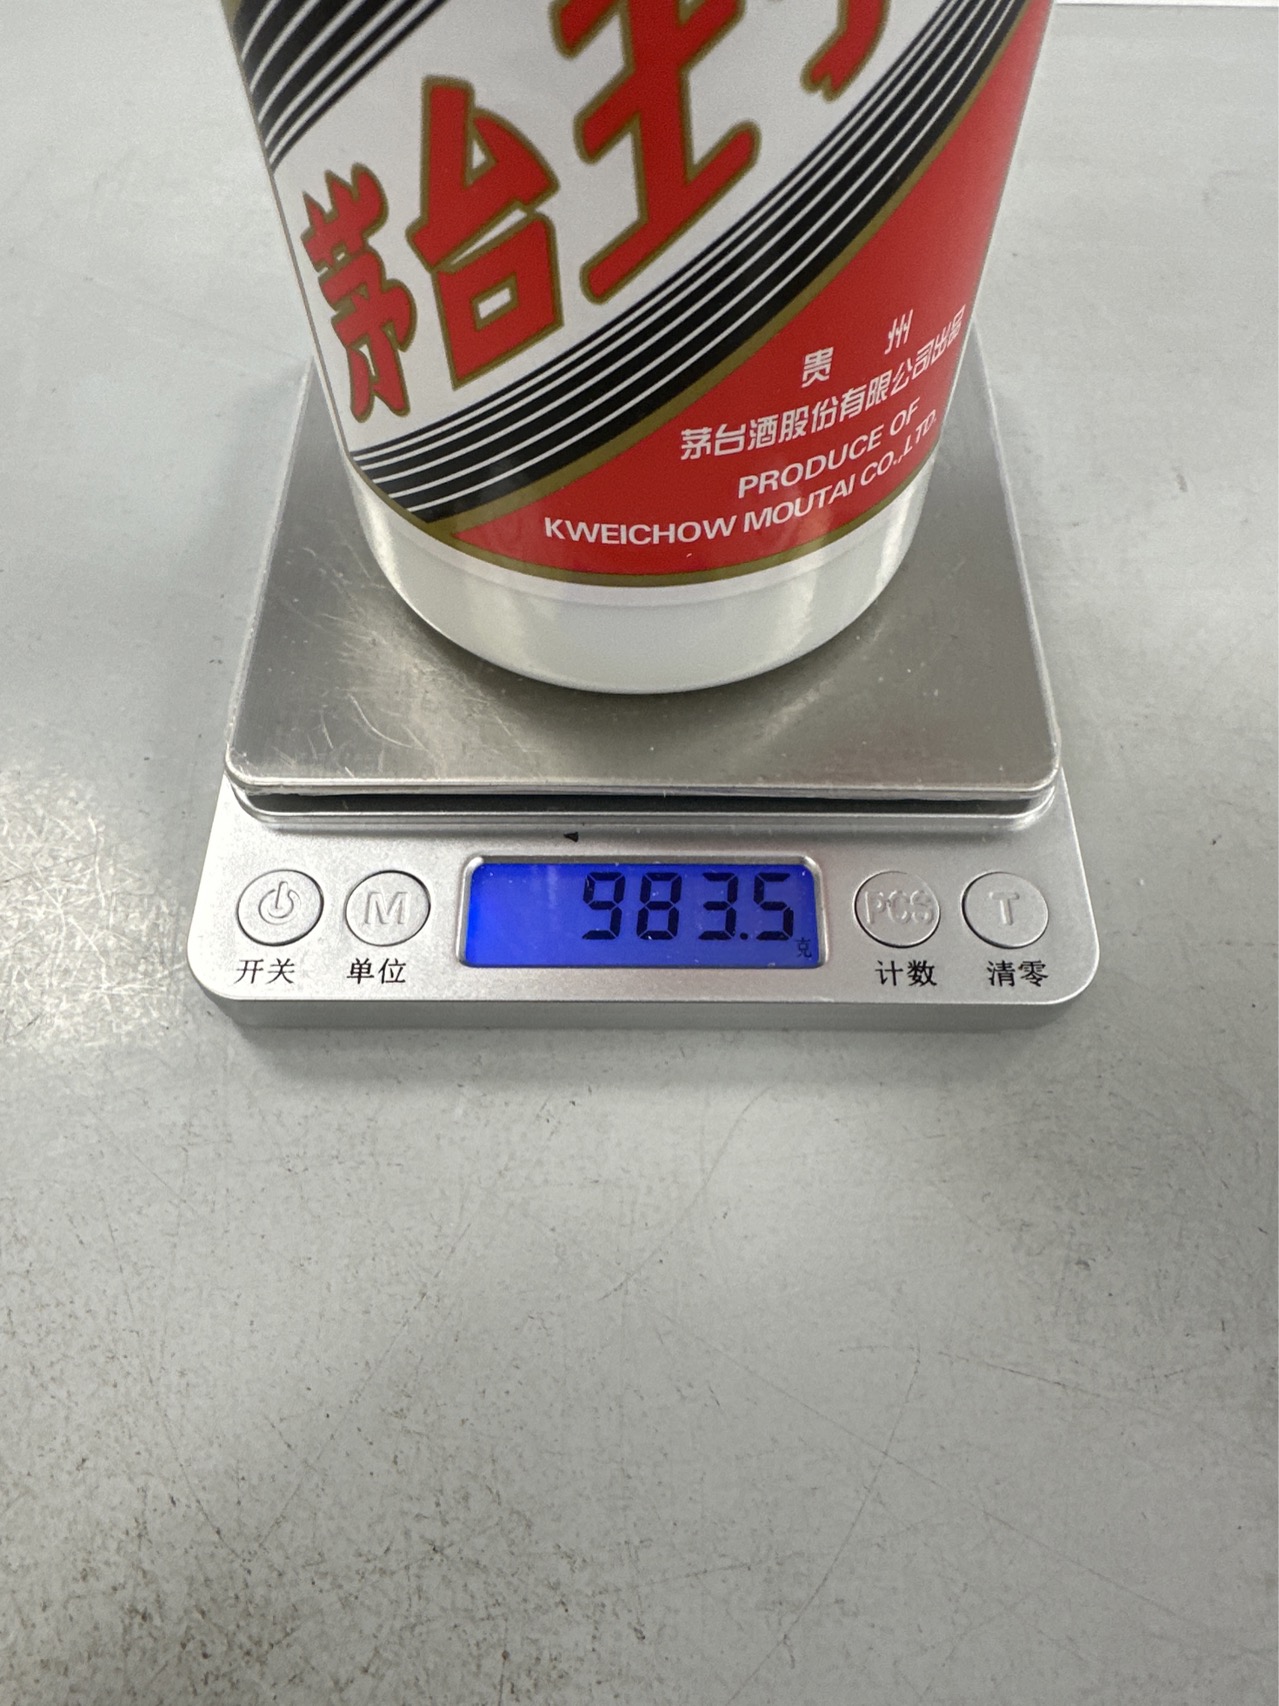 茅台王子
贵州
茅台酒股份有限公司出品
PRODUCE OF
KWEICHOW MOUTAI CO.,LTD.
983.5
克
M
PCS
T
开关
单位
计数
清零